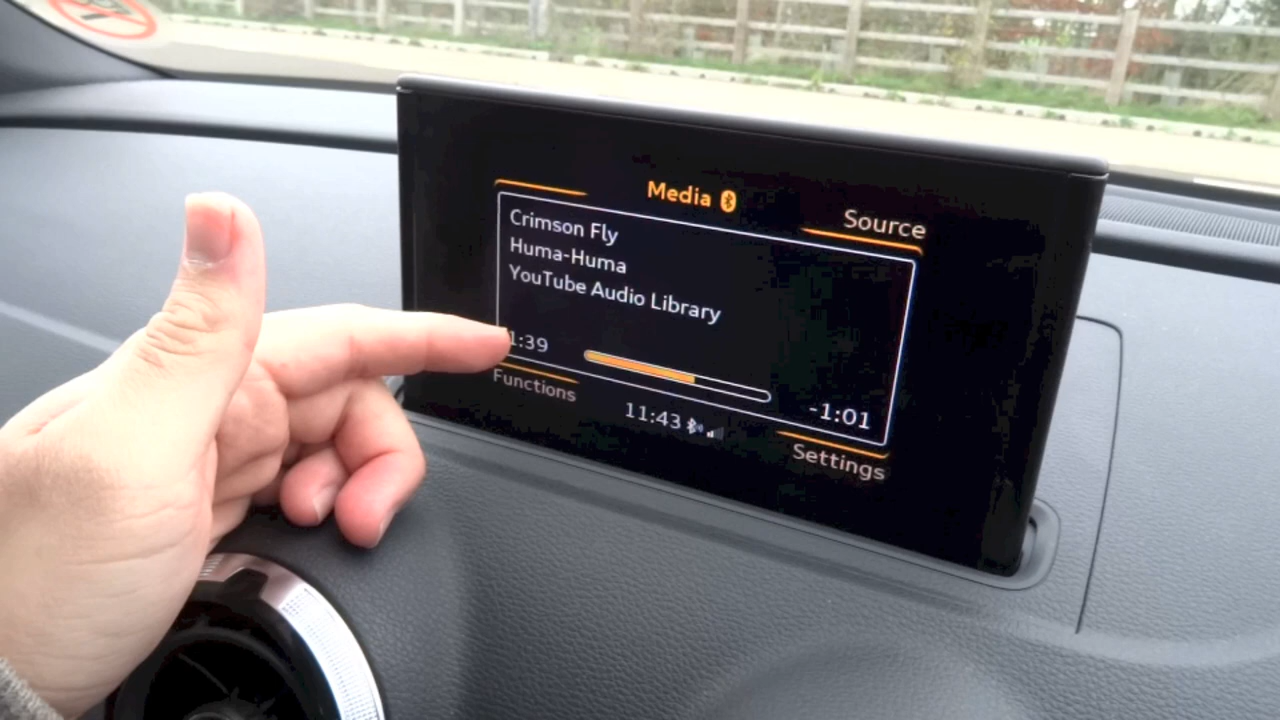 Media
Source
Crimson Fly
Huma-Huma
YouTube Audio Library
1:39
-1:01
Functions
11:43
Settings